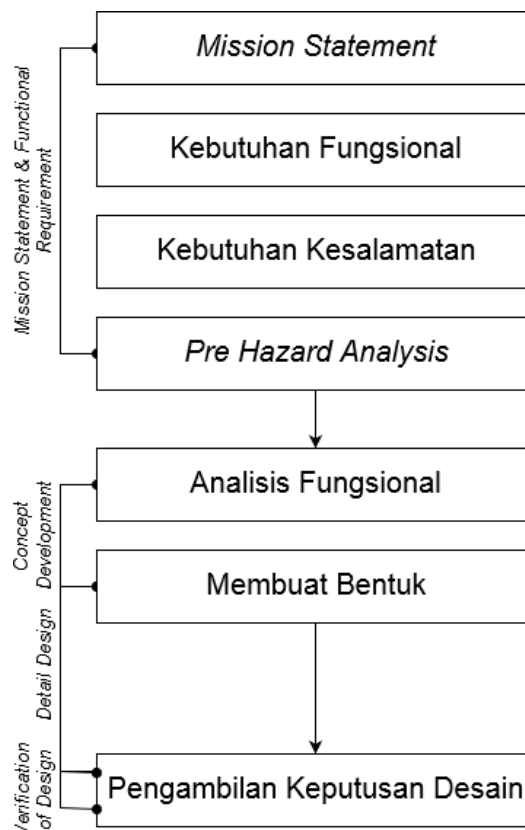 Mission Statement
Kebutuhan Fungsional
Kebutuhan Kesalamatan
Pre Hazard Analysis
Mission Statement & Functional
Requirement
Analisis Fungsional
Membuat Bentuk
Concept
Development
Detail Design
Pengambilan Keputusan Desain
Verification
of Design